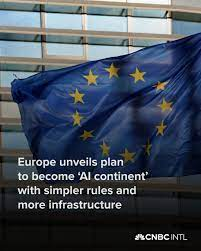 Europe unveils plan
to become ‘AI continent’
with simpler rules and
more infrastructure
CNBC INTL